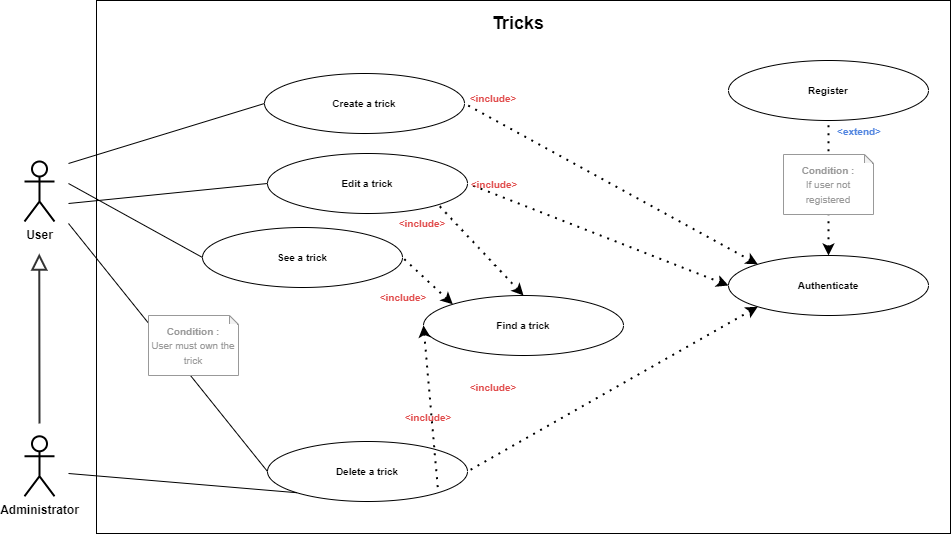 Tricks
Create a trick
<include>
Register
<extend>
Condition :
If user not
registered
Edit a trick
<include>
<include>
User
See a trick
<include>
Authenticate
Find a trick
Condition :
User must own the
trick
<include>
<include>
Delete a trick
Administrator